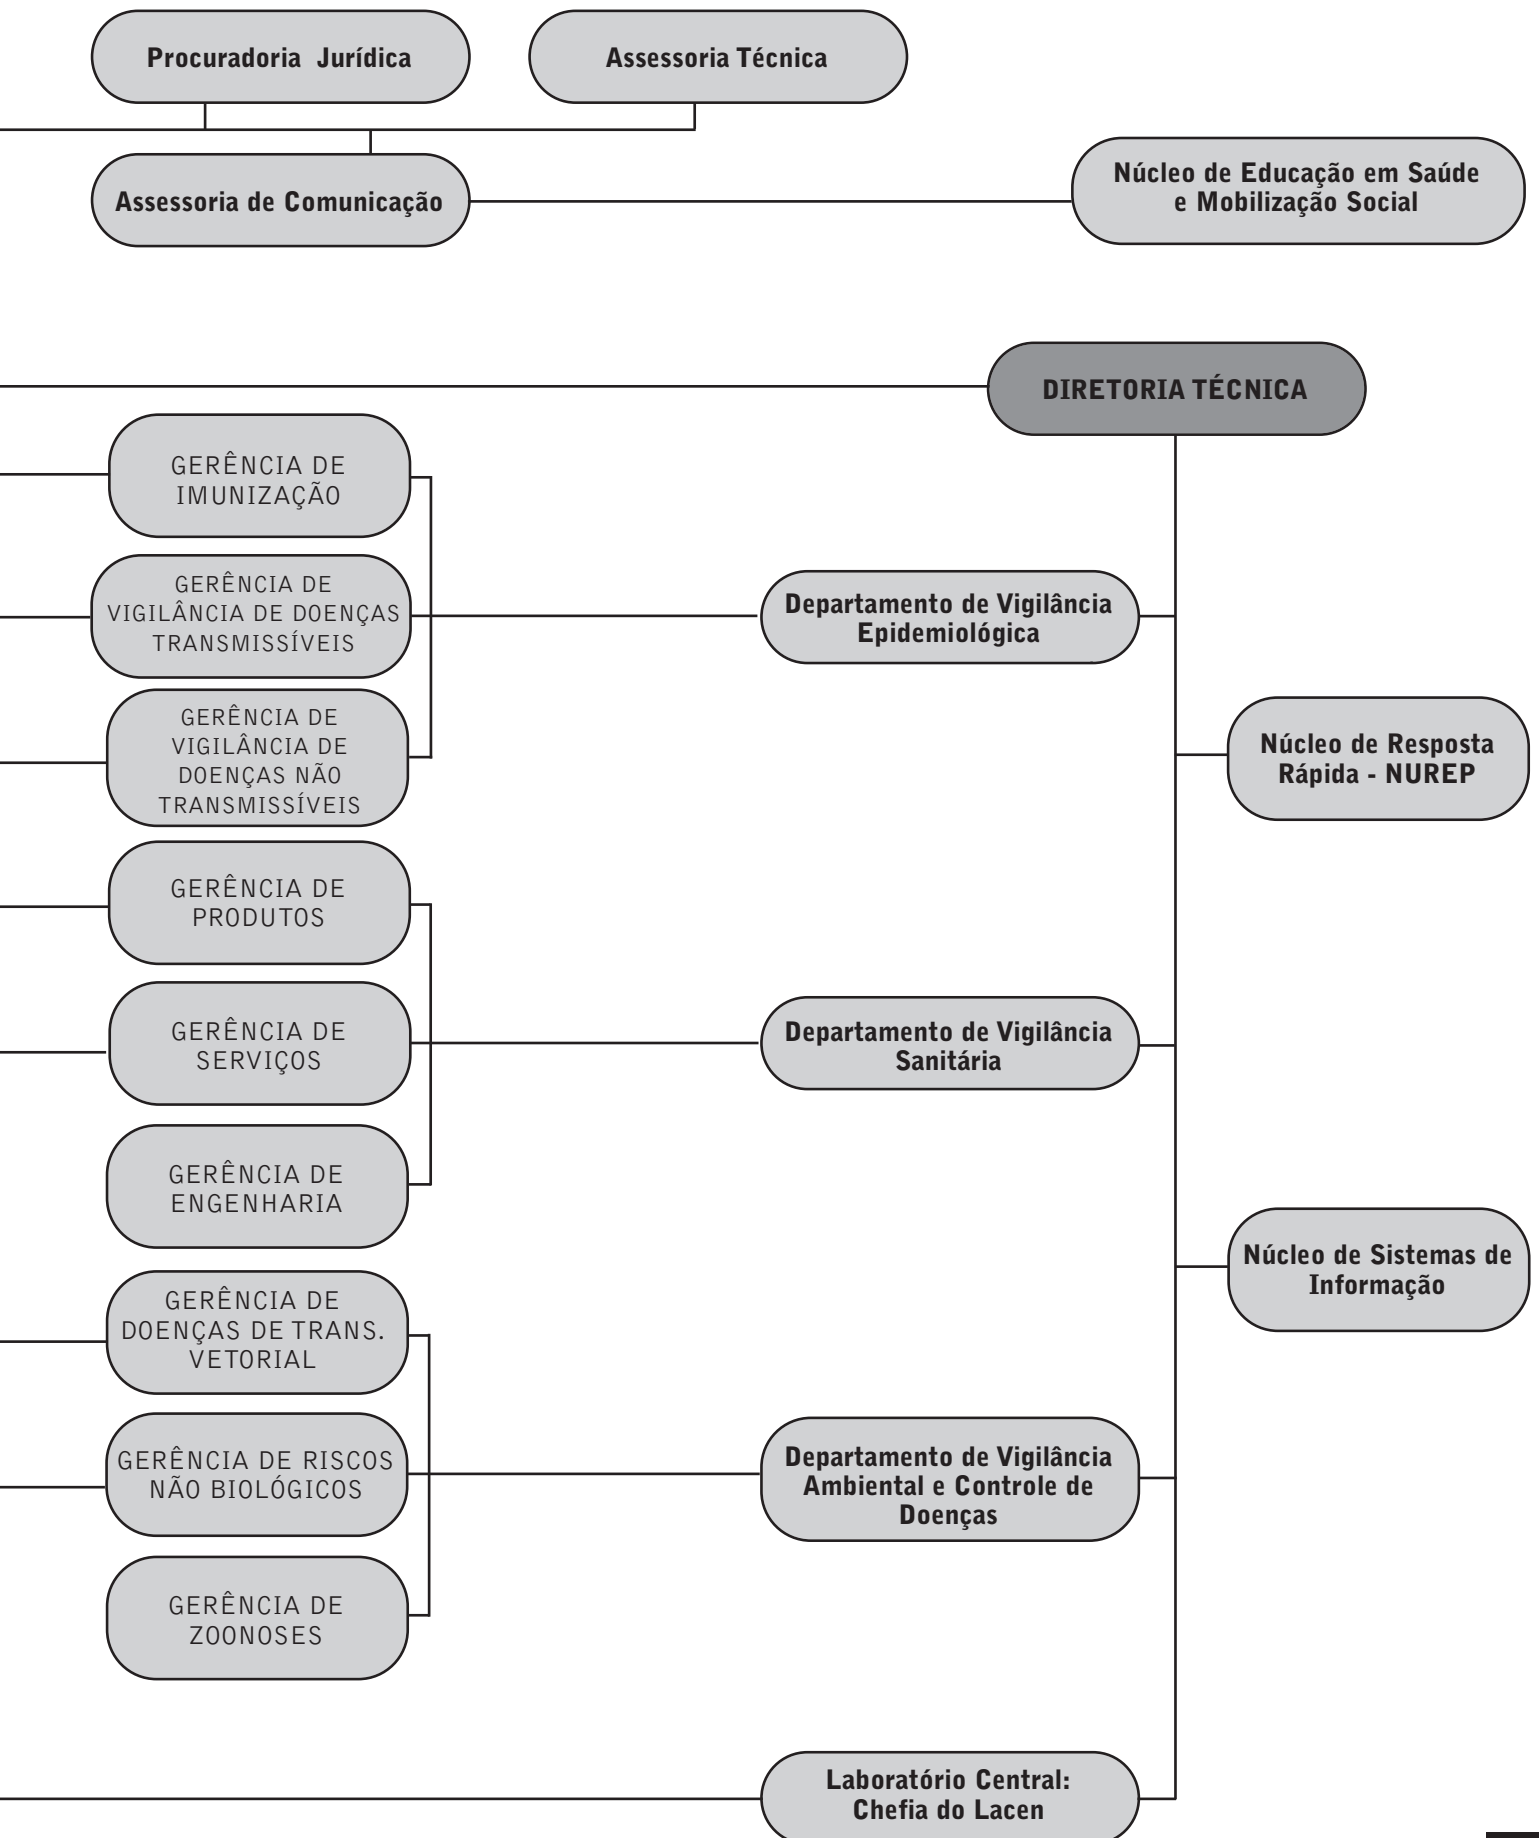 Procuradoria Jurídica
Assessoria Técnica
Assessoria de Comunicação
Núcleo de Educação em Saúde
e Mobilização Social
DIRETORIA TÉCNICA
GERÊNCIA DE
IMUNIZAÇÃO
GERÊNCIA DE
VIGILÂNCIA DE DOENÇAS
TRANSMISSÍVEIS
Departamento de Vigilância
Epidemiológica
GERÊNCIA DE
VIGILÂNCIA DE
DOENÇAS NÃO
TRANSMISSÍVEIS
Núcleo de Resposta
Rápida - NUREP
GERÊNCIA DE
PRODUTOS
GERÊNCIA DE
SERVIÇOS
Departamento de Vigilância
Sanitária
GERÊNCIA DE
ENGENHARIA
Núcleo de Sistemas de
Informação
GERÊNCIA DE
DOENÇAS DE TRANS.
VETORIAL
GERÊNCIA DE RISCOS
NÃO BIOLÓGICOS
Departamento de Vigilância
Ambiental e Controle de
Doenças
GERÊNCIA DE
ZOONOSES
Laboratório Central:
Chefia do Lacen